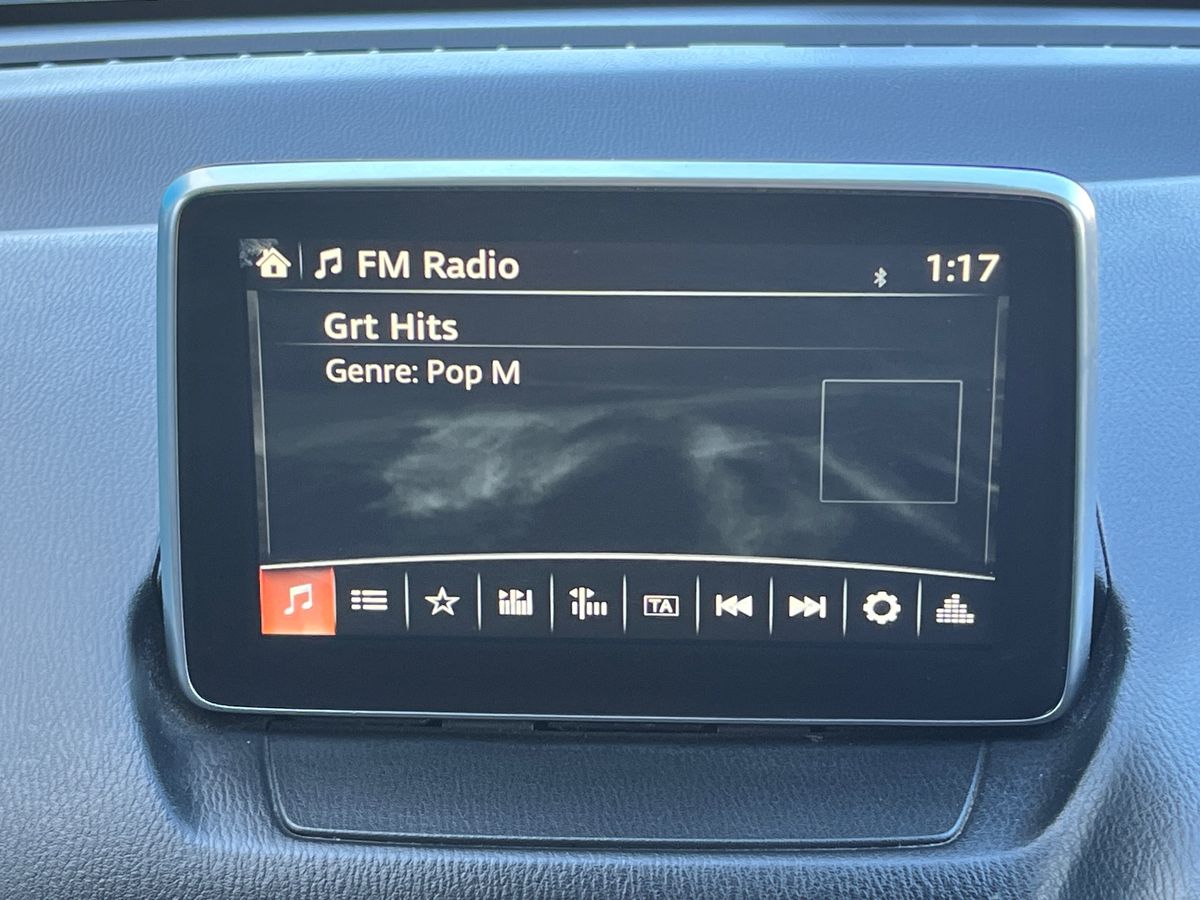 FM Radio 1:17
Grt Hits
Genre: Pop M
TA